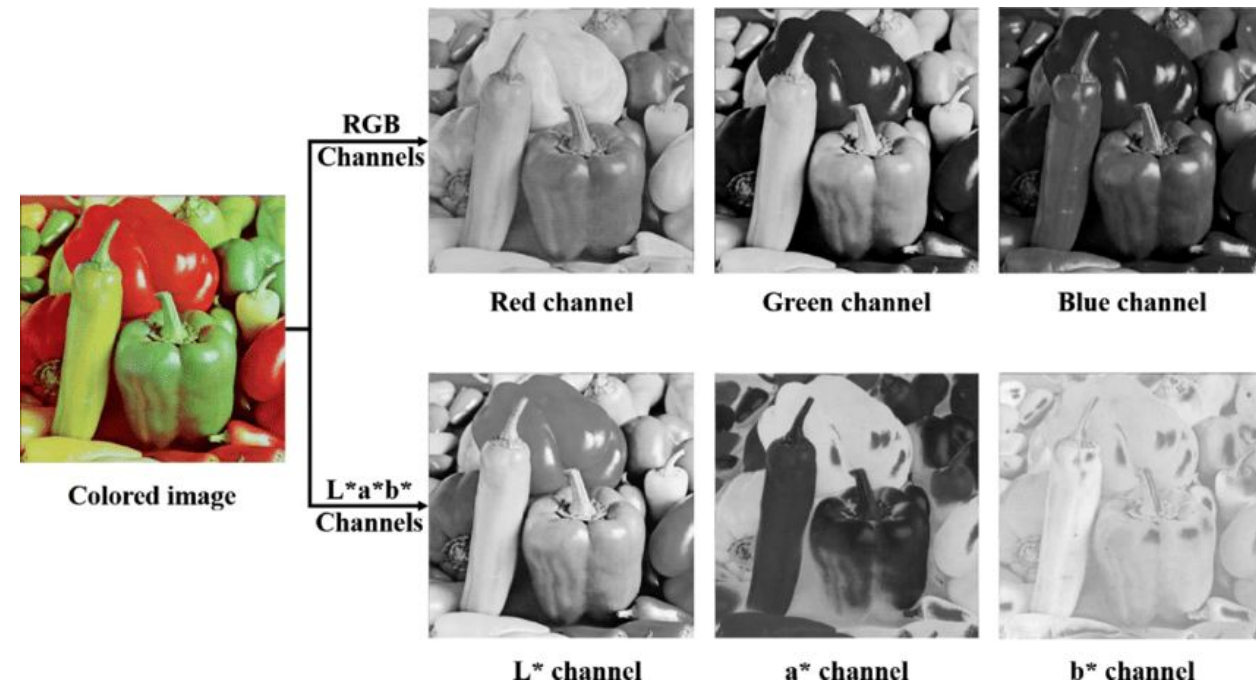 RGB
Channels
Red channel
Green channel
Blue channel
Colored image
L*a*b*
Channels
L* channel
a* channel
b* channel